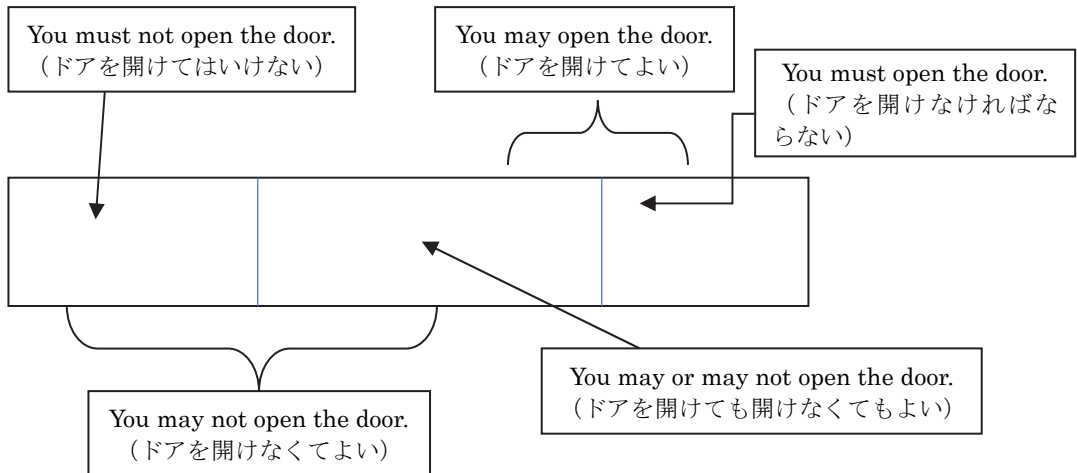 You must not open the door.
（ドアを開けてはいけない）
You may open the door.
（ドアを開けてよい）
You must open the door.
（ドアを開けなければな
らない）
You may or may not open the door.
（ドアを開けても開けなくてもよい）
You may not open the door.
（ドアを開けなくてよい）